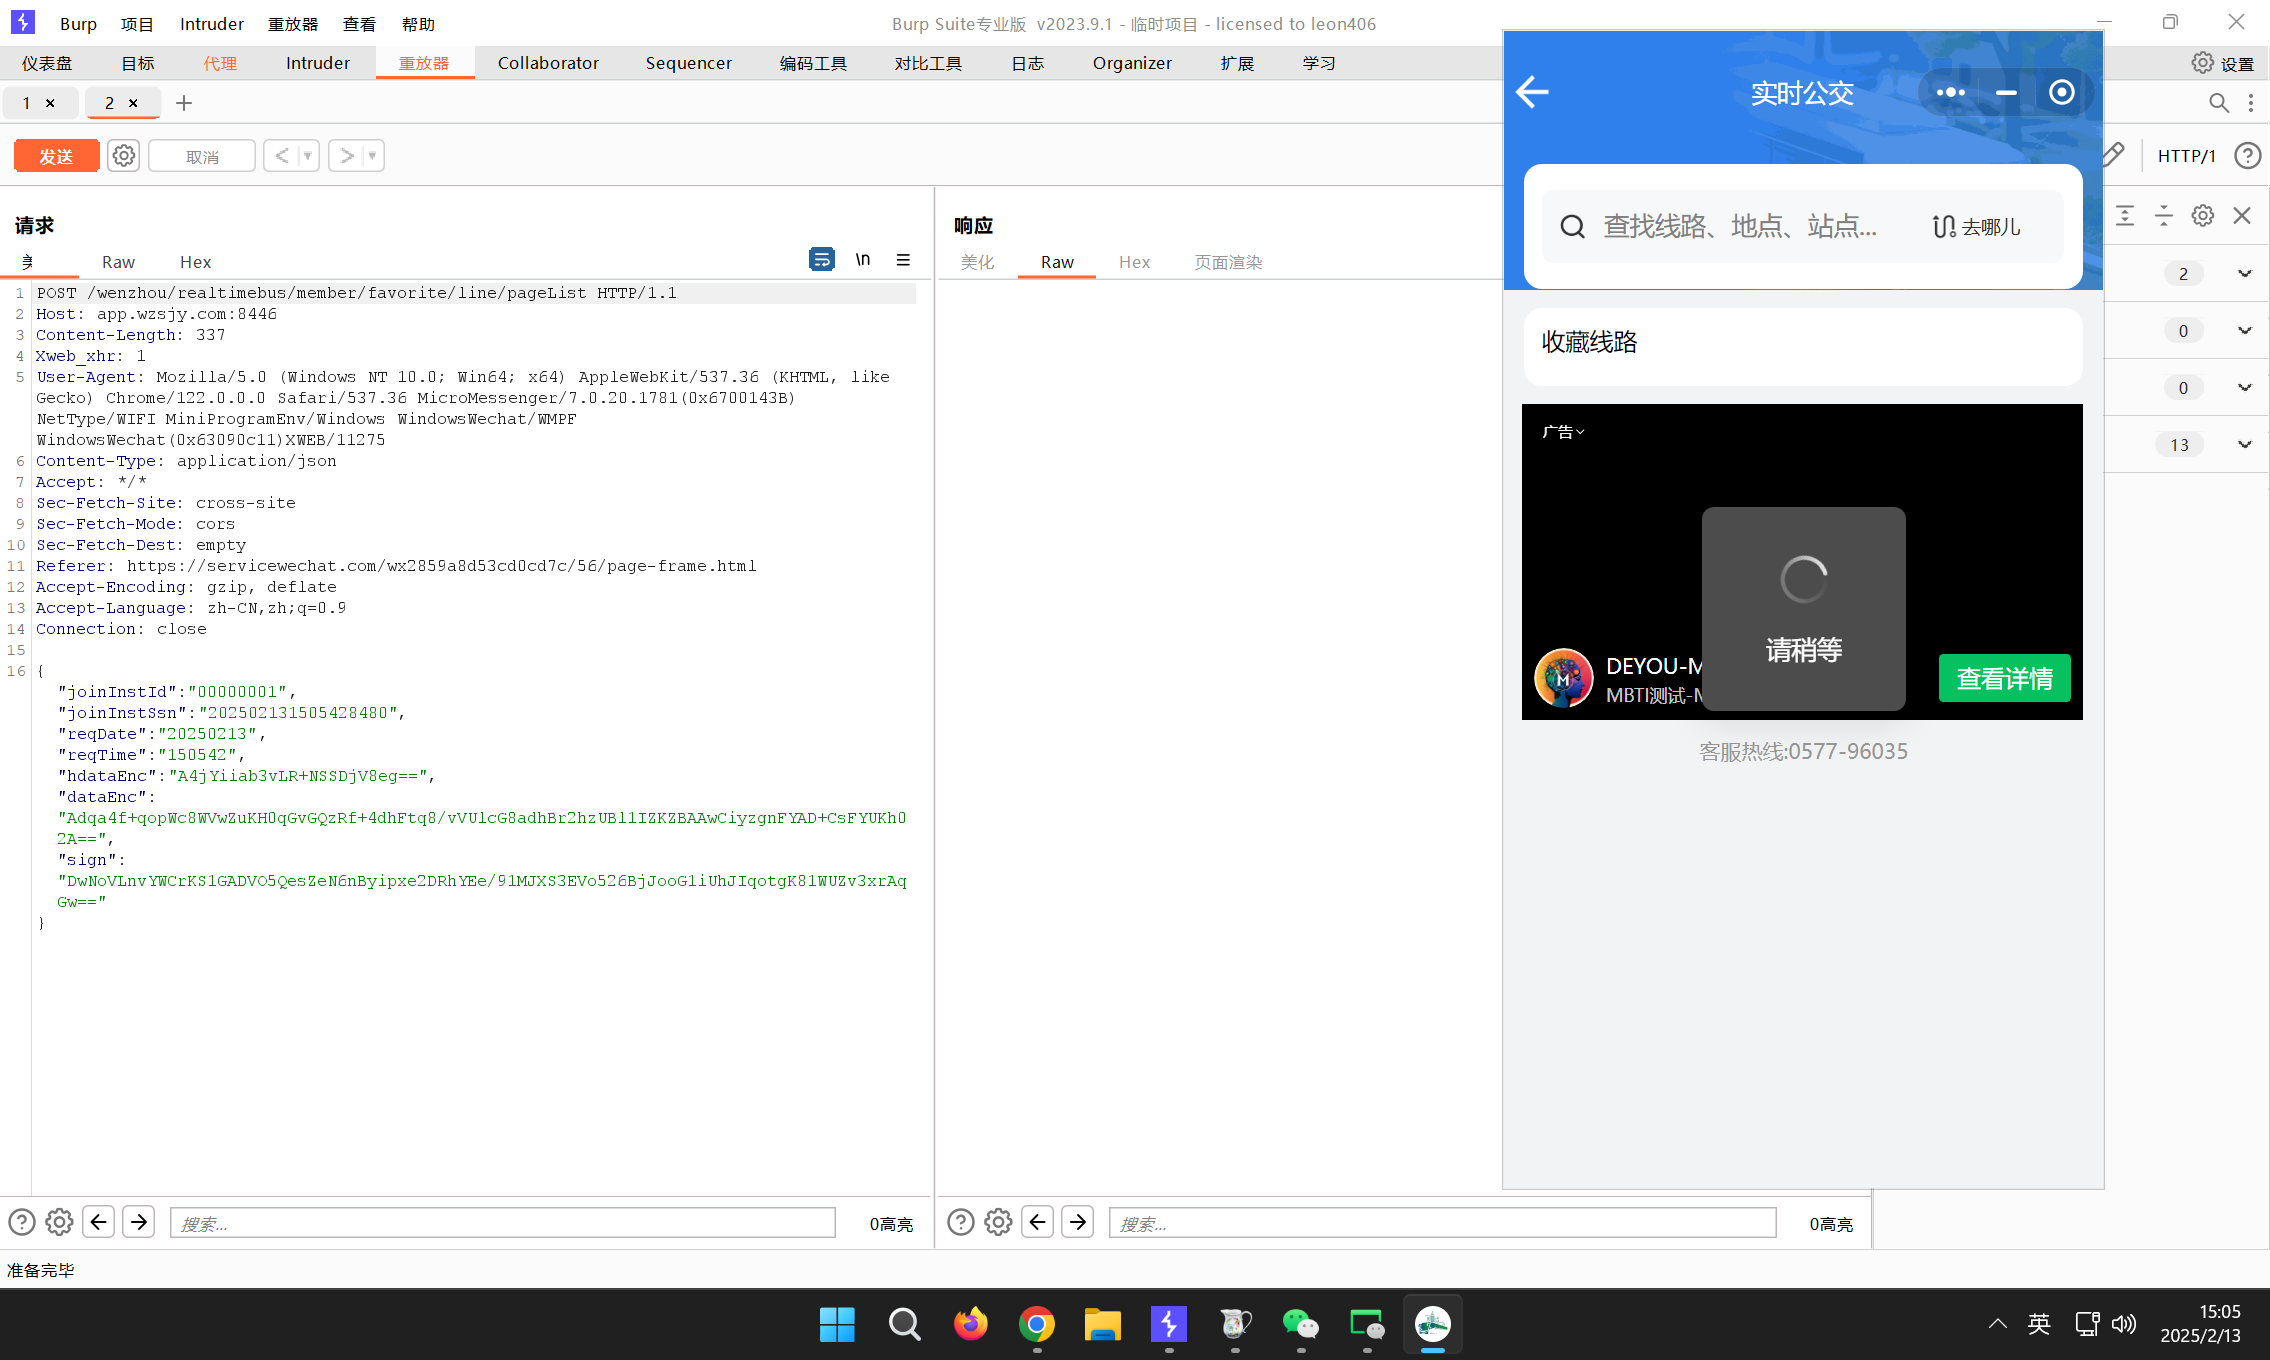 Burp 项目 Intruder 重放器 查看 帮助
Burp Suite专业版 v2023.9.1 - 临时项目 - licensed to leon406
仪表盘 目标 代理 Intruder 重放器 Collaborator Sequencer 编码工具 对比工具 日志 Organizer 扩展 学习
设置
1 × 2 × +
发送 取消 < >
HTTP/1
请求
Raw Hex
\n
1 POST /wenzhou/realtimebus/member/favorite/line/pageList HTTP/1.1
2 Host: app.wzsjy.com:8446
3 Content-Length: 337
4 Xweb_xhr: 1
5 User-Agent: Mozilla/5.0 (Windows NT 10.0; Win64; x64) AppleWebKit/537.36 (KHTML, like
Gecko) Chrome/122.0.0.0 Safari/537.36 MicroMessenger/7.0.20.1781(0x6700143B)
NetType/WIFI MiniProgramEnv/Windows WindowsWechat/WMPF
WindowsWechat(0x63090c11)XWEB/11275
6 Content-Type: application/json
7 Accept: */*
8 Sec-Fetch-Site: cross-site
9 Sec-Fetch-Mode: cors
10 Sec-Fetch-Dest: empty
11 Referer: https://servicewechat.com/wx2859a8d53cd0cd7c/56/page-frame.html
12 Accept-Encoding: gzip, deflate
13 Accept-Language: zh-CN,zh;q=0.9
14 Connection: close
15
16 {
"joinInstId":"00000001",
"joinInstSsn":"202502131505428480",
"reqDate":"20250213",
"reqTime":"150542",
"hdataEnc":"A4jYiiab3vLR+NSSDjV8eg==",
"dataEnc":
"Adqa4f+qopWc8WVwZuKH0qGvGQzRf+4dhFtq8/vVUlcG8adhBr2hzUBl1IZKZBAAwCiyzgnFYAD+CsFYUKh0
2A==",
"sign":
"DwNoVLnvYWCrKS1GADVO5QesZeN6nByipxe2DRhYEe/91MJXS3EVo526BjJooG1iUhJIqotgK81WUZv3xrAq
Gw=="
}
搜索... 0高亮
响应
美化 Raw Hex 页面渲染
搜索... 0高亮
实时公交
查找线路、地点、站点... 去哪儿
收藏线路
广告
请稍等
DEYOU-M
MBTI测试-M
查看详情
客服热线:0577-96035
2
0
0
13
准备完毕
英
15:05
2025/2/13